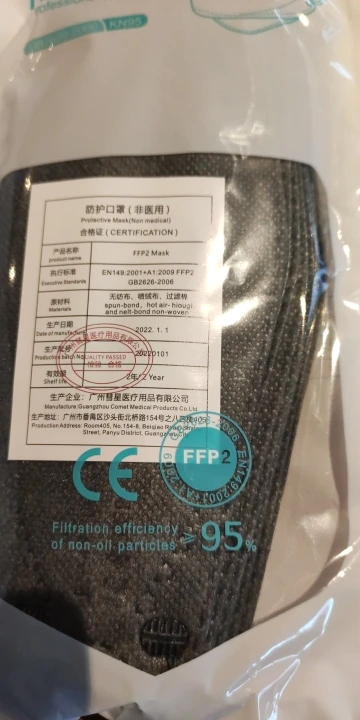 KN95
防护口罩(非医用)
Protective Mask(Non medical)
合格证(CERTIFICATION)
产品名称
product name
FFP2 Mask
执行标准
Executive Standards
EN149:2001+A1:2009 FFP2
GB2626-2006
原材料
Materials
无纺布、喷绒布、过滤棉
spun-bond, hot air-
and melt-bond non-woven
生产日期
Date of manufacture
2022. 1. 1
生产批号
Production batch No
20220101
QUALITY PASSED
检验 合格
有效期
Shelf life
2年/2 Year
生产企业:广州彗星医疗用品有限公司
Manufacture:Guangzhou Comet Medical Products Co.Ltd
生产地址:广州市番禺区沙头街北桥路154号之八
Production Address: Room405, No.154-8, Beiqiao Road,
Street, Panyu District, Guangzhou City
CE
FFP2
EN149:2001+A1:2009
Filtration efficiency
of non-oil particles ≥95%